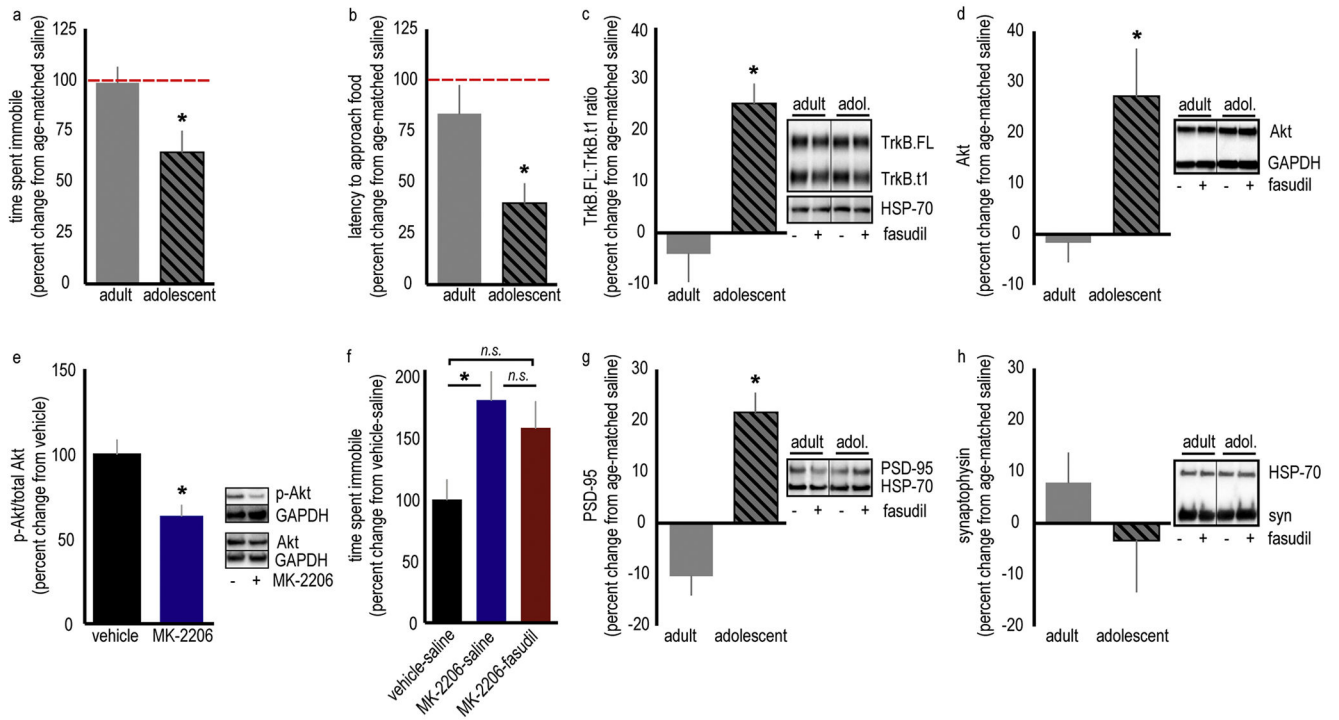 a
time spent immobile
(percent change from age-matched saline)
125
100
75
50
25
0
*
adult
adolescent
b
latency to approach food
(percent change from age-matched saline)
125
100
75
50
25
0
*
adult
adolescent
c
TrkB.FL:TrkB.t1 ratio
(percent change from age-matched saline)
40
30
20
10
0
-10
*
adult
adolescent
adult adol.
TrkB.FL
TrkB.t1
HSP-70
- + - + fasudil
d
Akt
(percent change from age-matched saline)
40
30
20
10
0
-10
*
adult
adolescent
adult adol.
Akt
GAPDH
- + - + fasudil
e
p-Akt/total Akt
(percent change from vehicle)
150
100
50
0
*
vehicle
MK-2206
p-Akt
GAPDH
Akt
GAPDH
- + MK-2206
f
time spent immobile
(percent change from vehicle-saline)
200
150
100
50
0
n.s.
*
n.s.
vehicle-saline
MK-2206-saline
MK-2206-fasudil
g
PSD-95
(percent change from age-matched saline)
30
20
10
0
-10
-20
*
adult
adolescent
adult adol.
PSD-95
HSP-70
- + - + fasudil
h
synaptophysin
(percent change from age-matched saline)
30
20
10
0
-10
-20
adult
adolescent
adult adol.
HSP-70
syn
- + - + fasudil